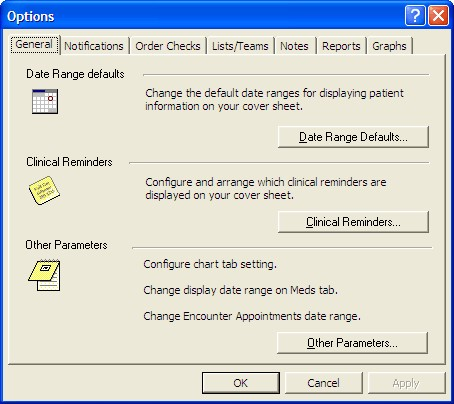 Options
General Notifications Order Checks Lists/Teams Notes Reports Graphs
Date Range defaults
Change the default date ranges for displaying patient
information on your cover sheet.
Date Range Defaults...
Clinical Reminders
Configure and arrange which clinical reminders are
displayed on your cover sheet.
Clinical Reminders...
Other Parameters
Configure chart tab setting.
Change display date range on Meds tab.
Change Encounter Appointments date range.
Other Parameters...
OK Cancel Apply